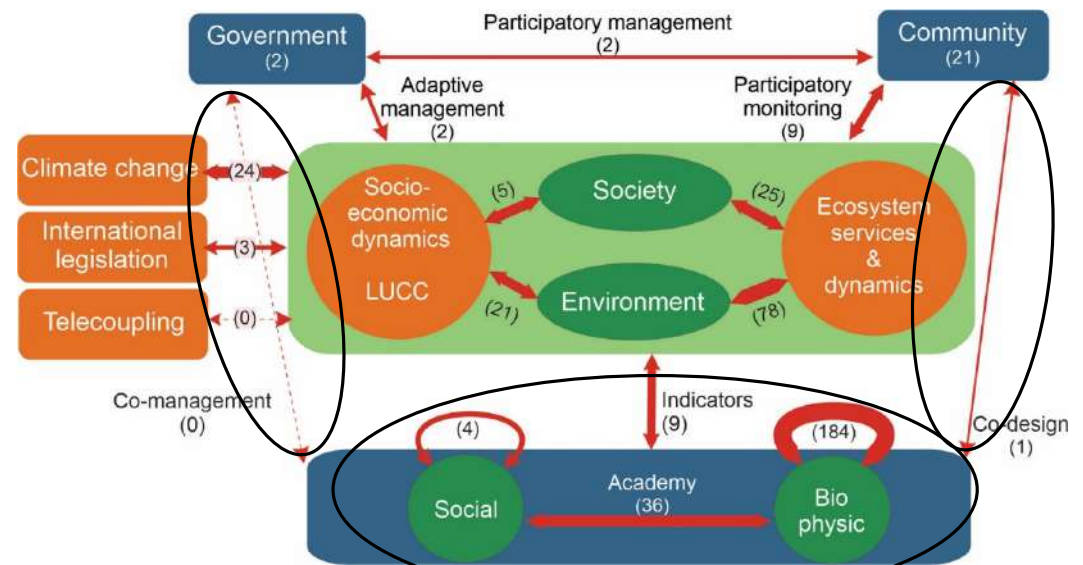 Government
(2)
Participatory management
(2)
Community
(21)
Adaptive
management
(2)
Participatory
monitoring
(9)
Climate change
(24)
International
legislation
(3)
Telecoupling
(0)
Socio-
economic
dynamics
LUCC
(5)
Society
(25)
(21)
Environment
(78)
Ecosystem
services
&
dynamics
Co-management
(0)
Indicators
(9)
Co-design
(1)
(4)
(184)
Social
Academy
(36)
Bio
physic